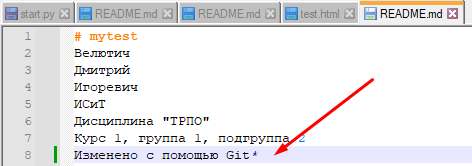 start.py README.md README.md test.html README.md
1 # mytest
2 Велютич
3 Дмитрий
4 Игоревич
5 ИСиТ
6 Дисциплина "ТРПО"
7 Курс 1, группа 1, подгруппа 2
8 Изменено с помощью Git*